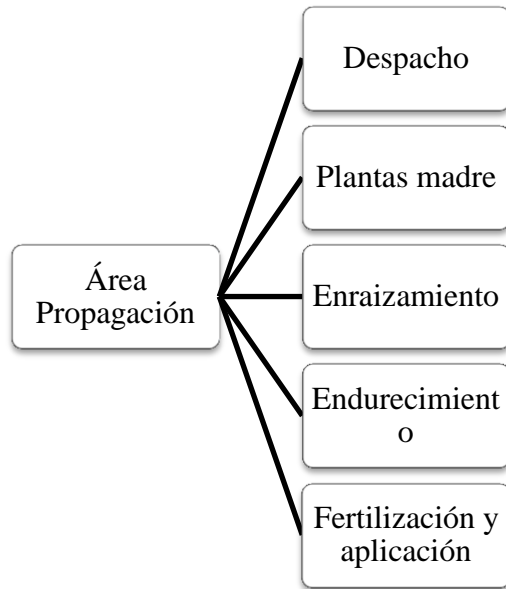 Despacho
Plantas madre
Área
Propagación
Enraizamiento
Endurecimient
o
Fertilización y
aplicación